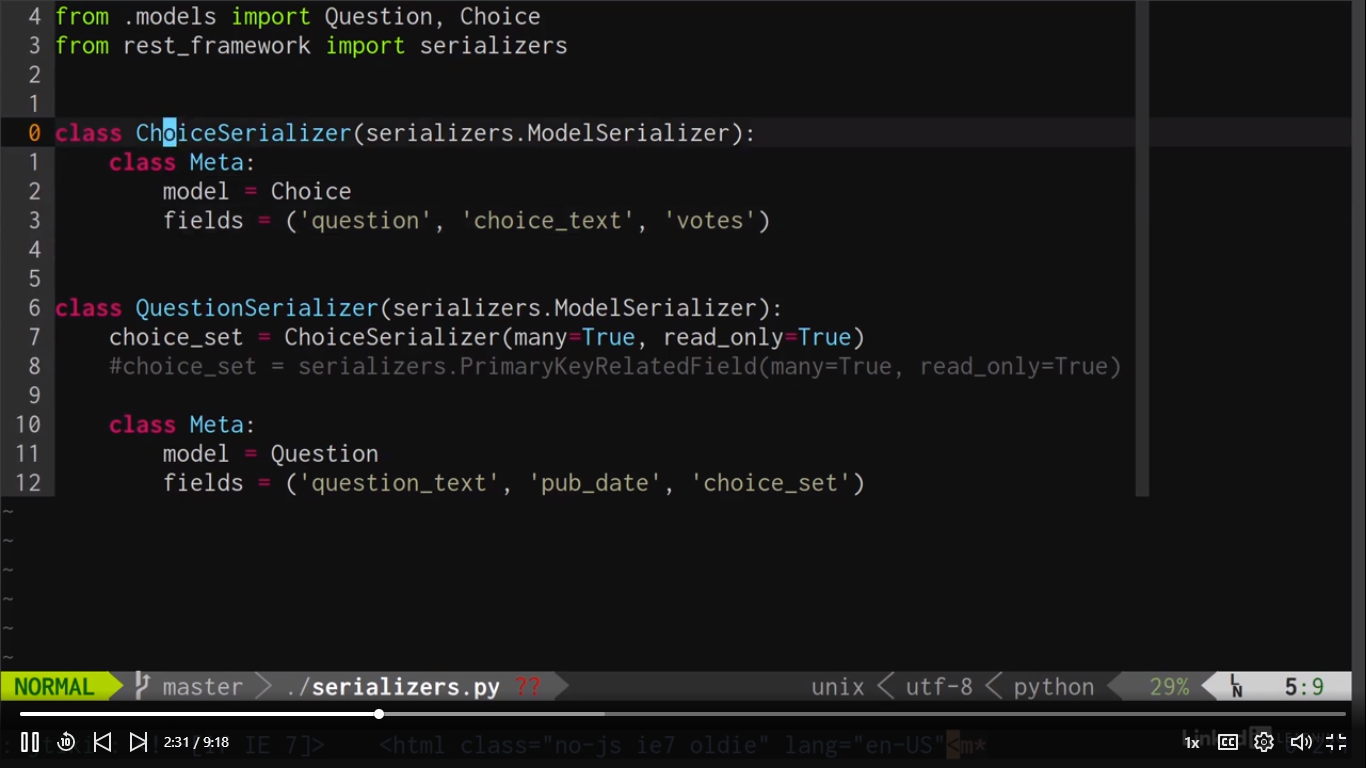 4 from .models import Question, Choice
3 from rest_framework import serializers
2
1
0 class ChoiceSerializer(serializers.ModelSerializer):
1     class Meta:
2         model = Choice
3         fields = ('question', 'choice_text', 'votes')
4
5
6 class QuestionSerializer(serializers.ModelSerializer):
7     choice_set = ChoiceSerializer(many=True, read_only=True)
8     #choice_set = serializers.PrimaryKeyRelatedField(many=True, read_only=True)
9
10     class Meta:
11         model = Question
12         fields = ('question_text', 'pub_date', 'choice_set')
~
~
~
~
~
~
NORMAL master ./serializers.py ?? unix utf-8 python 29% LN 5:9
10 2:31 / 9:18 IE 7]> <html class="no-js ie7 oldie" lang="en-US" <m* 1x CC